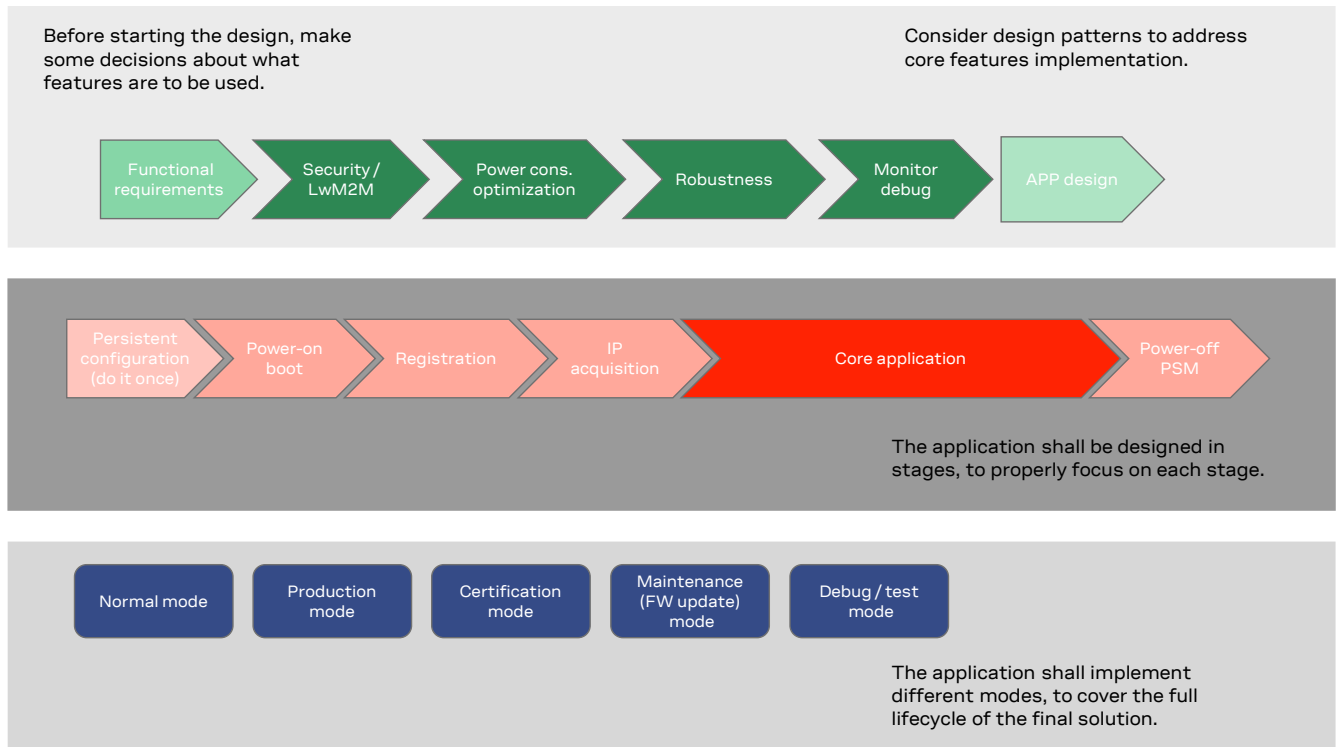 Before starting the design, make
some decisions about what
features are to be used.
Consider design patterns to address
core features implementation.
Functional
requirements
Security /
LwM2M
Power cons.
optimization
Robustness
Monitor
debug
APP design
Persistent
configuration
(do it once)
Power-on
boot
Registration
IP
acquisition
Core application
Power-off
PSM
The application shall be designed in
stages, to properly focus on each stage.
Normal mode
Production
mode
Certification
mode
Maintenance
(FW update)
mode
Debug / test
mode
The application shall implement
different modes, to cover the full
lifecycle of the final solution.